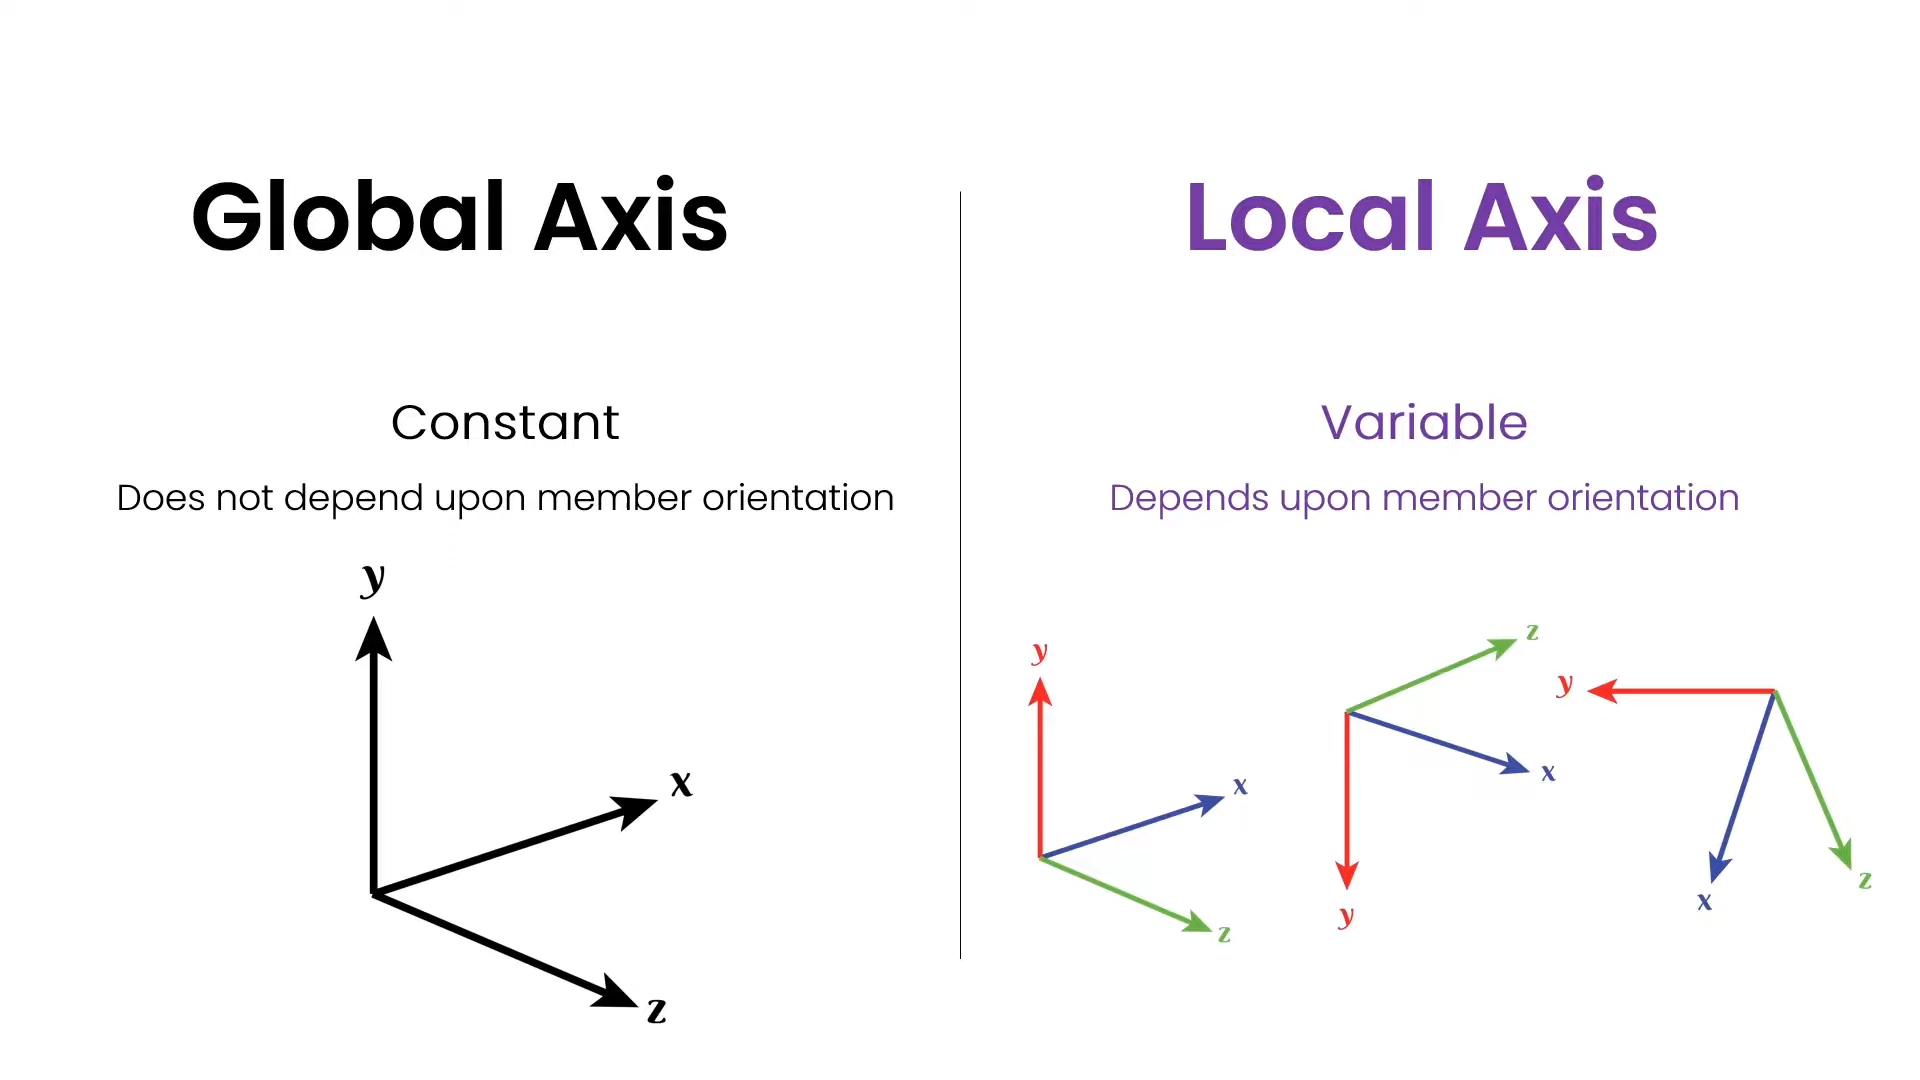 Global Axis
Constant
Does not depend upon member orientation
y
x
z
Local Axis
Variable
Depends upon member orientation
y
x
z
z
x
y
y
x
z